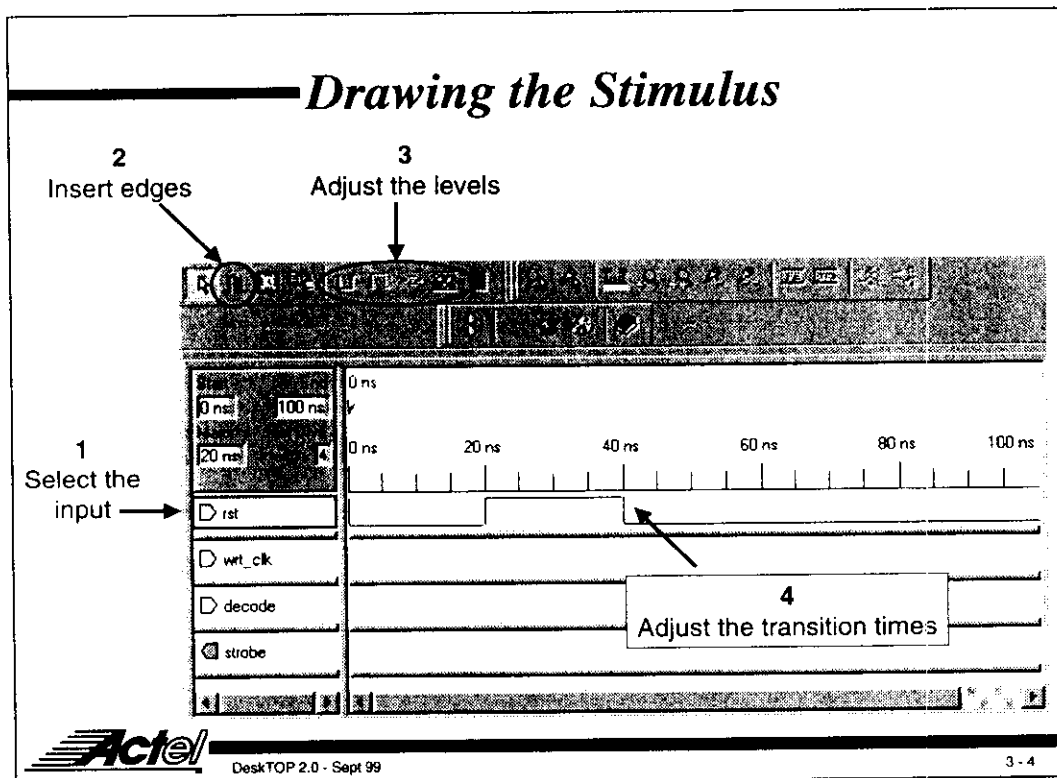 Drawing the Stimulus
2
Insert edges
3
Adjust the levels
0 ns
0 ns
100 ns
20 ns
4
0 ns
20 ns
40 ns
60 ns
80 ns
100 ns
1
Select the
input
rst
wrt_clk
decode
strobe
4
Adjust the transition times
Actel
DeskTOP 2.0 - Sept 99
3 - 4